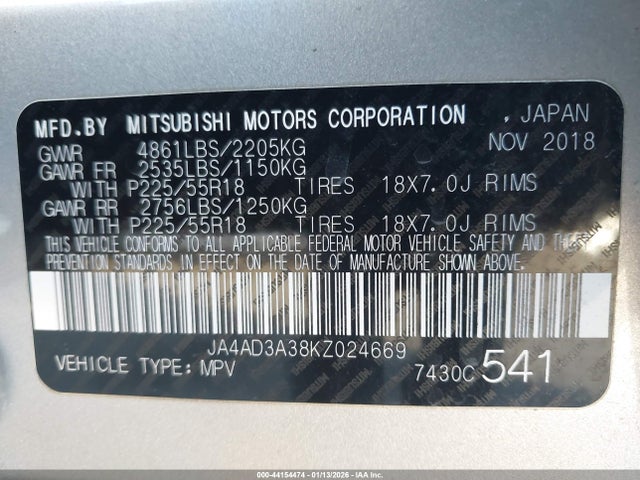 MFD.BY MITSUBISHI MOTORS CORPORATION , JAPAN
GVWR 4861LBS/2205KG NOV 2018
GAWR FR 2535LBS/1150KG
WITH P225/55R18 TIRES 18X7.0J RIMS
GAWR RR 2756LBS/1250KG
WITH P225/55R18 TIRES 18X7.0J RIMS
THIS VEHICLE CONFORMS TO ALL APPLICABLE FEDERAL MOTOR VEHICLE SAFETY AND THEFT
PREVENTION STANDARDS IN EFFECT ON THE DATE OF MANUFACTURE SHOWN ABOVE.
JA4AD3A38KZ024669
VEHICLE TYPE: MPV 7430C 541
000-44154474 - 01/13/2026 - IAA Corp.